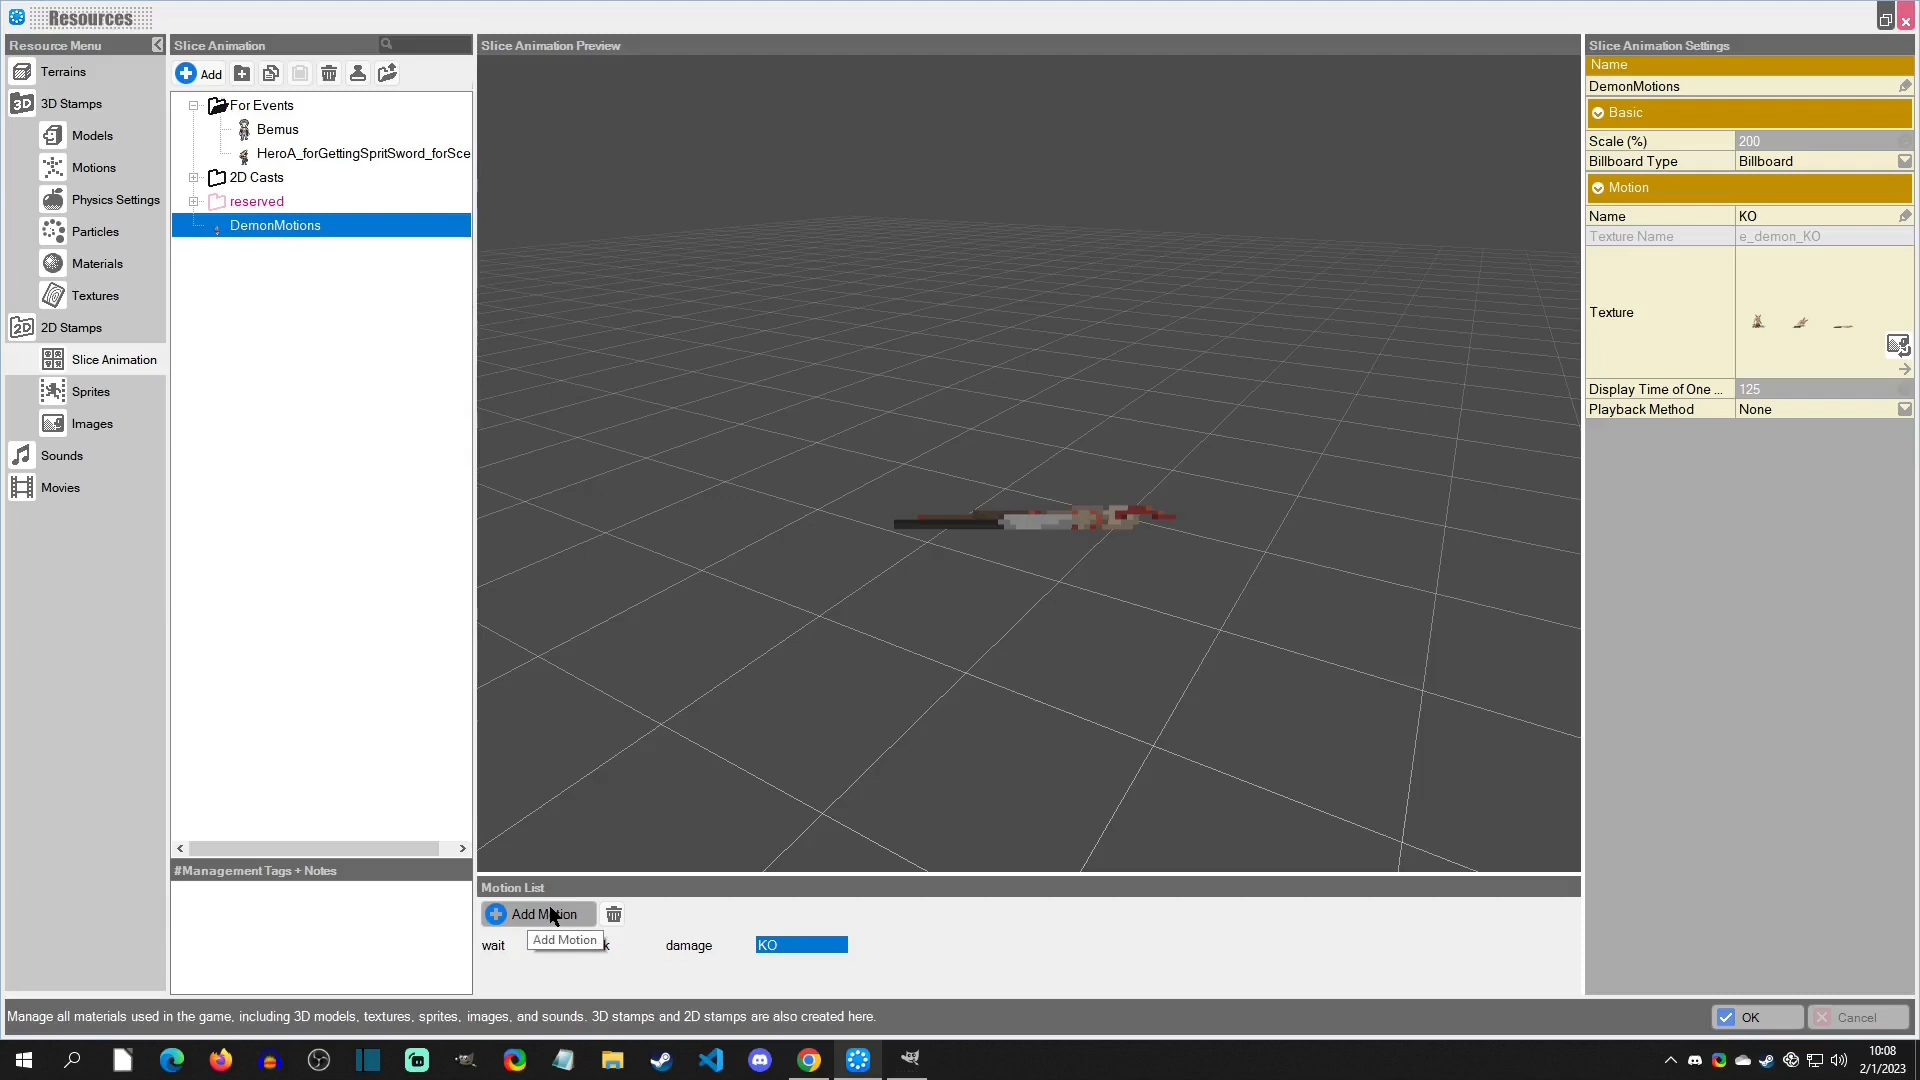 Resources
Resource Menu
Terrains
3D Stamps
Models
Motions
Physics Settings
Particles
Materials
Textures
2D Stamps
Slice Animation
Sprites
Images
Sounds
Movies
Slice Animation
Add
For Events
Bemus
HeroA_forGettingSpritSword_forSce
2D Casts
reserved
DemonMotions
#Management Tags + Notes
Slice Animation Preview
Motion List
Add Motion
Add Motion
wait
k
damage
KO
Slice Animation Settings
Name
DemonMotions
Basic
Scale (%) 200
Billboard Type Billboard
Motion
Name KO
Texture Name e_demon_KO
Texture
Display Time of One ... 125
Playback Method None
Manage all materials used in the game, including 3D models, textures, sprites, images, and sounds. 3D stamps and 2D stamps are also created here.
OK
Cancel
10:08
2/1/2023